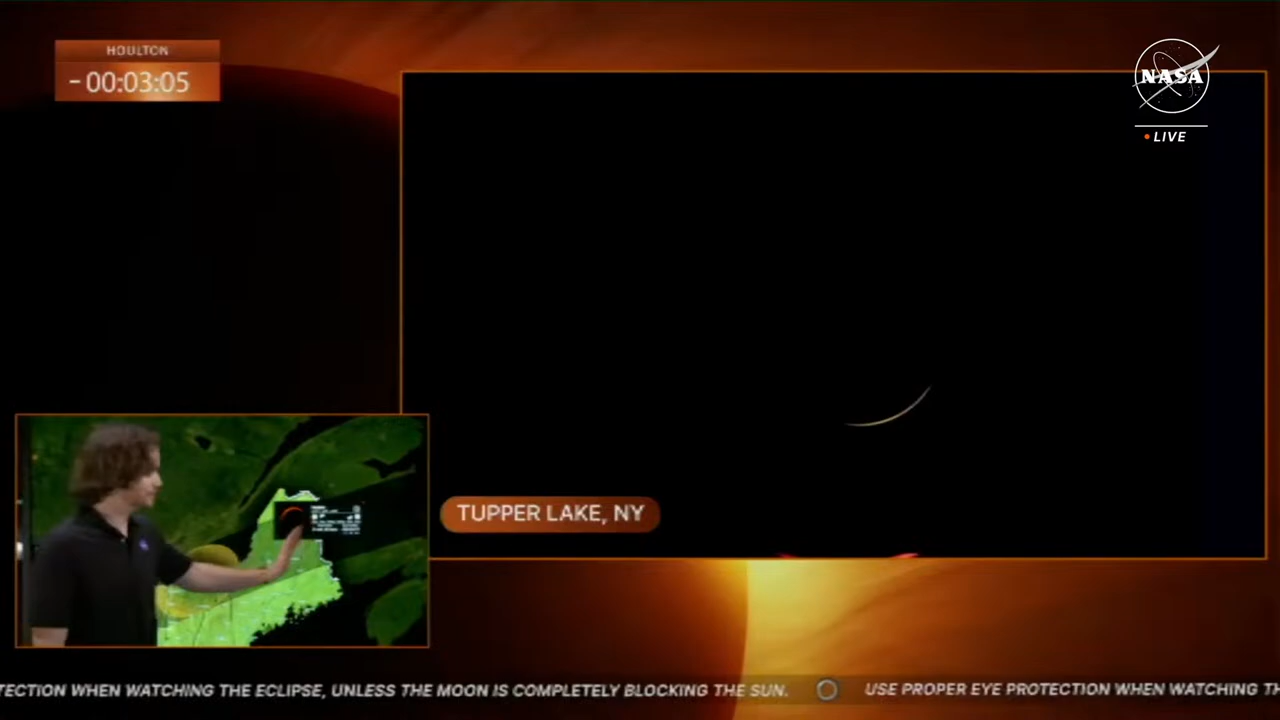 HOULTON
-00:03:05
NASA
LIVE
TUPPER LAKE, NY
TECTION WHEN WATCHING THE ECLIPSE, UNLESS THE MOON IS COMPLETELY BLOCKING THE SUN.
USE PROPER EYE PROTECTION WHEN WATCHING TH